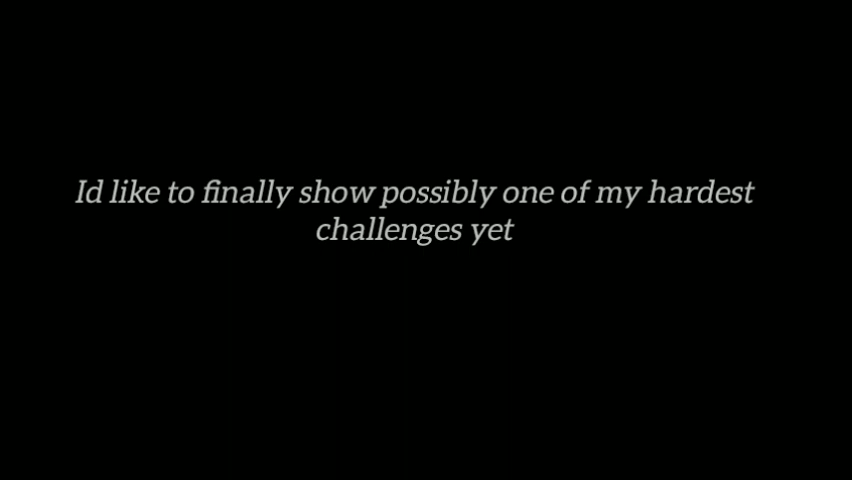 Id like to finally show possibly one of my hardest
challenges yet